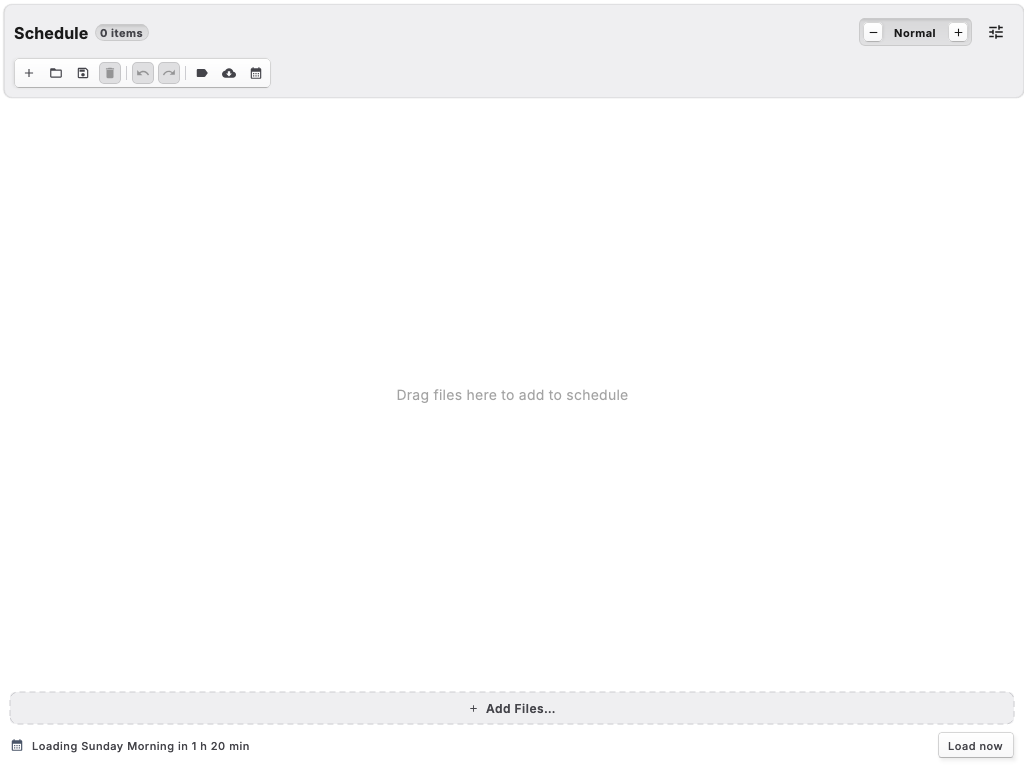 Schedule 0 items
Normal
Drag files here to add to schedule
Add Files...
Loading Sunday Morning in 1 h 20 min
Load now